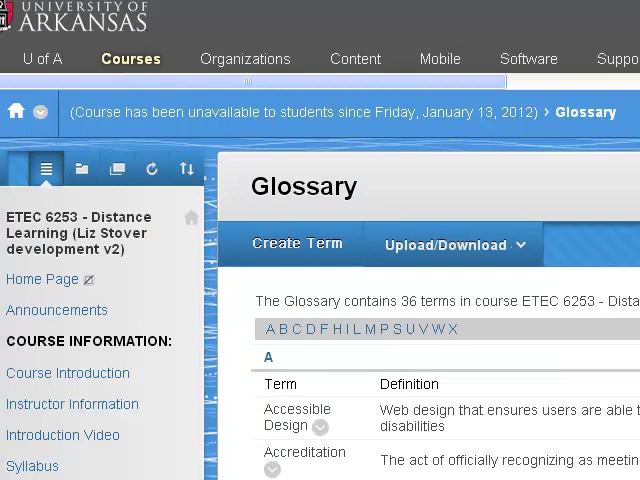 UNIVERSITY OF
ARKANSAS
U of A Courses Organizations Content Mobile Software Suppo
(Course has been unavailable to students since Friday, January 13, 2012) > Glossary
Glossary
ETEC 6253 - Distance
Learning (Liz Stover
development v2)
Create Term Upload/Download
Home Page
The Glossary contains 36 terms in course ETEC 6253 - Dista
Announcements
A B C D F H I L M P S U V W X
COURSE INFORMATION:
A
Course Introduction
Term Definition
Instructor Information
Accessible
Design
Web design that ensures users are able t
disabilities
Introduction Video
Accreditation
The act of officially recognizing as meetin
Syllabus